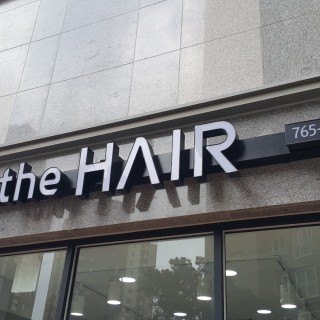 the HAIR 765-